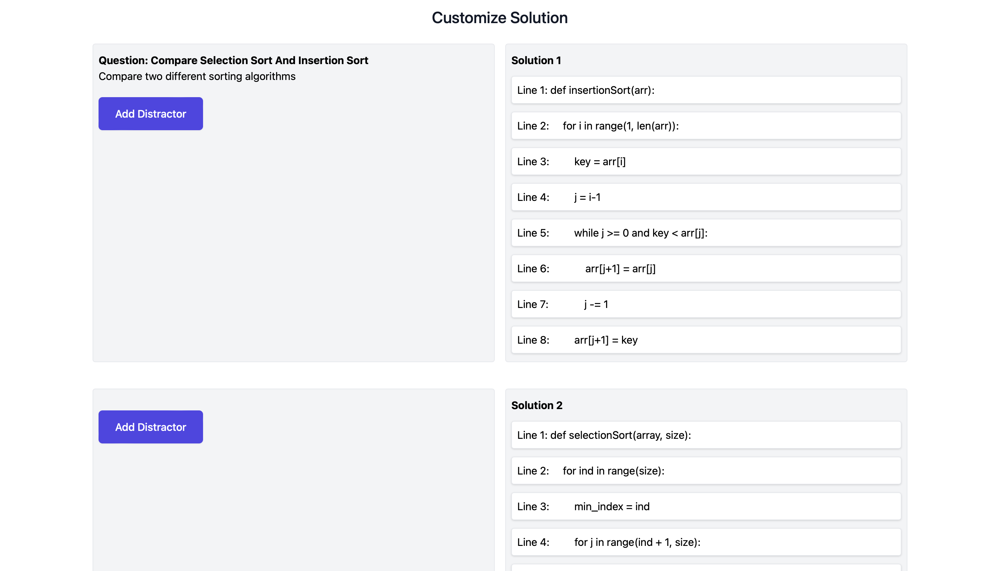 Customize Solution
Question: Compare Selection Sort And Insertion Sort
Compare two different sorting algorithms
Add Distractor
Solution 1
Line 1: def insertionSort(arr):
Line 2:     for i in range(1, len(arr)):
Line 3:         key = arr[i]
Line 4:         j = i-1
Line 5:         while j >= 0 and key < arr[j]:
Line 6:             arr[j+1] = arr[j]
Line 7:             j -= 1
Line 8:         arr[j+1] = key
Add Distractor
Solution 2
Line 1: def selectionSort(array, size):
Line 2:     for ind in range(size):
Line 3:         min_index = ind
Line 4:         for j in range(ind + 1, size):